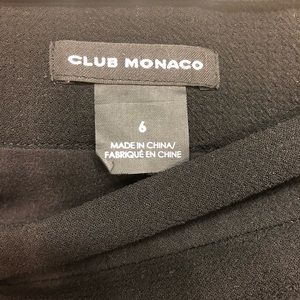 CLUB MONACO
6
MADE IN CHINA/
FABRIQUÉ EN CHINE